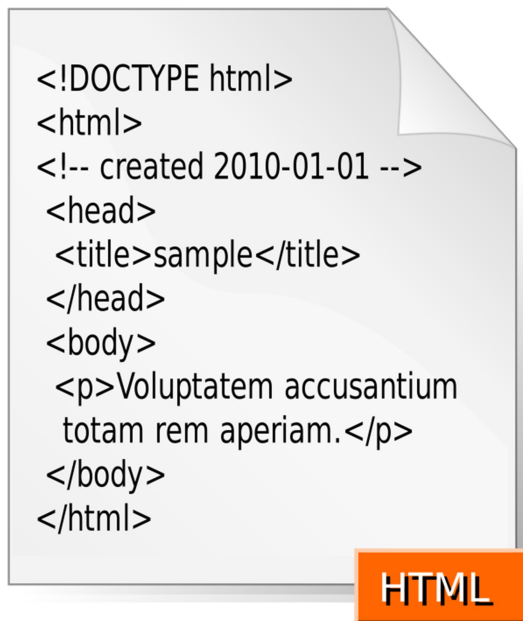 <!DOCTYPE html>
<html>
<!-- created 2010-01-01 -->
<head>
<title>sample</title>
</head>
<body>
<p>Voluptatem accusantium
totam rem aperiam.</p>
</body>
</html>
HTML